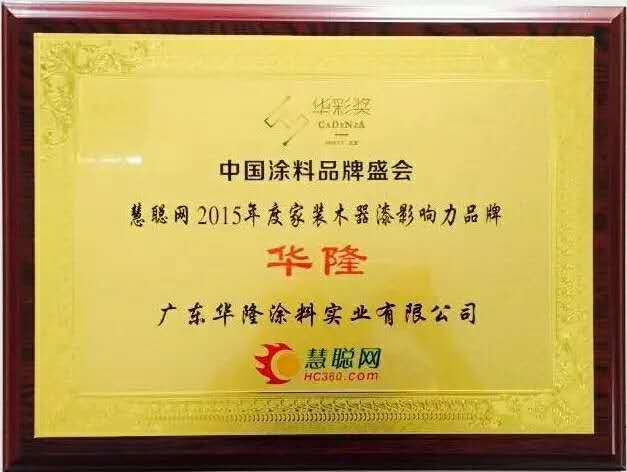 华彩奖
CADENZA
中国涂料品牌盛会
慧聪网2015年度家装木器漆影响力品牌
华隆
广东华隆涂料实业有限公司
慧聪网
HC360.com